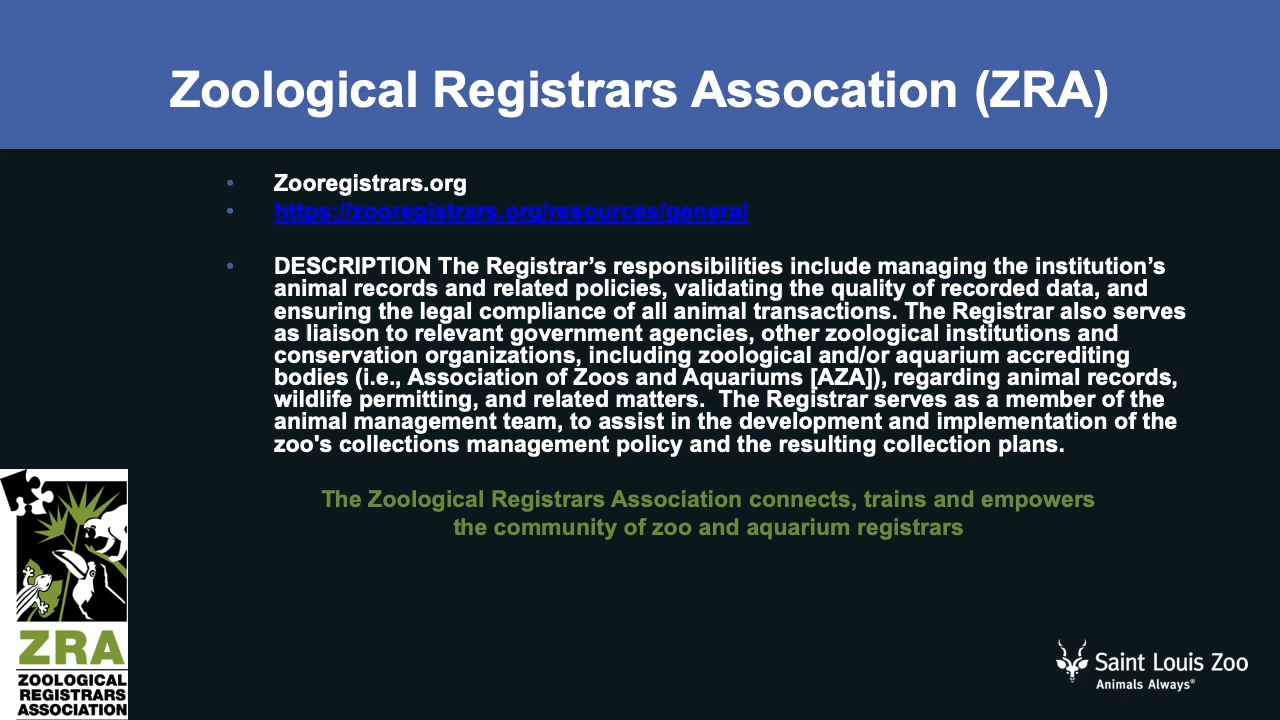 Zoological Registrars Assocation (ZRA)
• Zooregistrars.org
• https://zooregistrars.org/resources/general
• DESCRIPTION The Registrar’s responsibilities include managing the institution’s
animal records and related policies, validating the quality of recorded data, and
ensuring the legal compliance of all animal transactions. The Registrar also serves
as liaison to relevant government agencies, other zoological institutions and
conservation organizations, including zoological and/or aquarium accrediting
bodies (i.e., Association of Zoos and Aquariums [AZA]), regarding animal records,
wildlife permitting, and related matters.  The Registrar serves as a member of the
animal management team, to assist in the development and implementation of the
zoo's collections management policy and the resulting collection plans.
The Zoological Registrars Association connects, trains and empowers
the community of zoo and aquarium registrars
ZRA
ZOOLOGICAL
REGISTRARS
ASSOCIATION
Saint Louis Zoo
Animals Always®